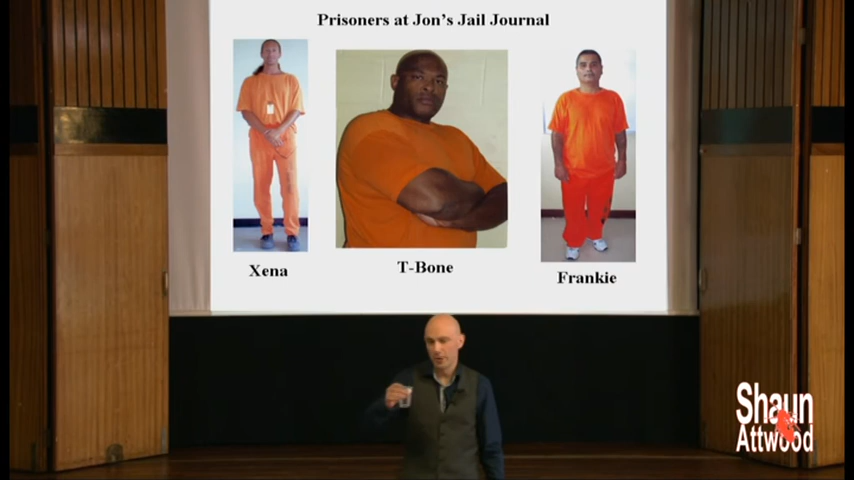 Prisoners at Jon's Jail Journal
Xena
T-Bone
Frankie
Shaun
Attwood